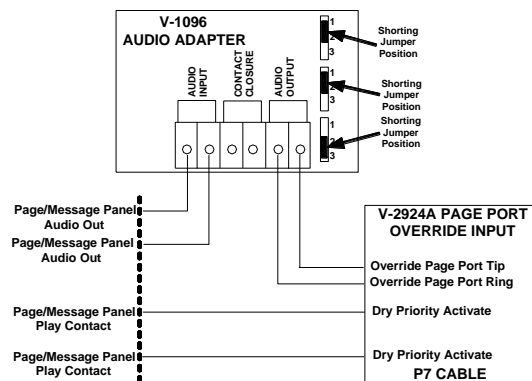 V-1096
AUDIO ADAPTER
AUDIO
INPUT
CONTACT
CLOSURE
AUDIO
OUTPUT
1
2
3
Shorting
Jumper
Position
1
2
3
Shorting
Jumper
Position
1
2
3
Shorting
Jumper
Position
Page/Message Panel
Audio Out
Page/Message Panel
Audio Out
Page/Message Panel
Play Contact
Page/Message Panel
Play Contact
V-2924A PAGE PORT
OVERRIDE INPUT
Override Page Port Tip
Override Page Port Ring
Dry Priority Activate
Dry Priority Activate
P7 CABLE